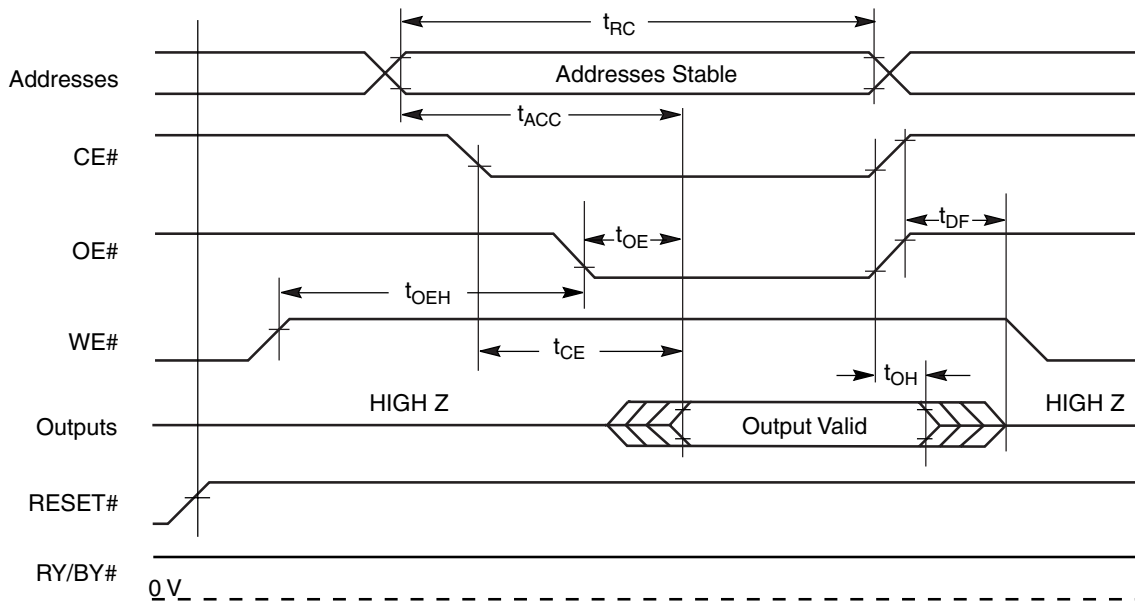 tRC
Addresses
Addresses Stable
tACC
CE#
tDF
OE#
tOE
tOEH
WE#
tCE
tOH
HIGH Z
HIGH Z
Outputs
Output Valid
RESET#
RY/BY#
0 V